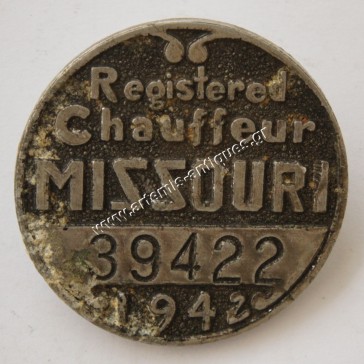 Registered
Chauffeur
MISSOURI
39422
1942
www.artemis-antiques.gr